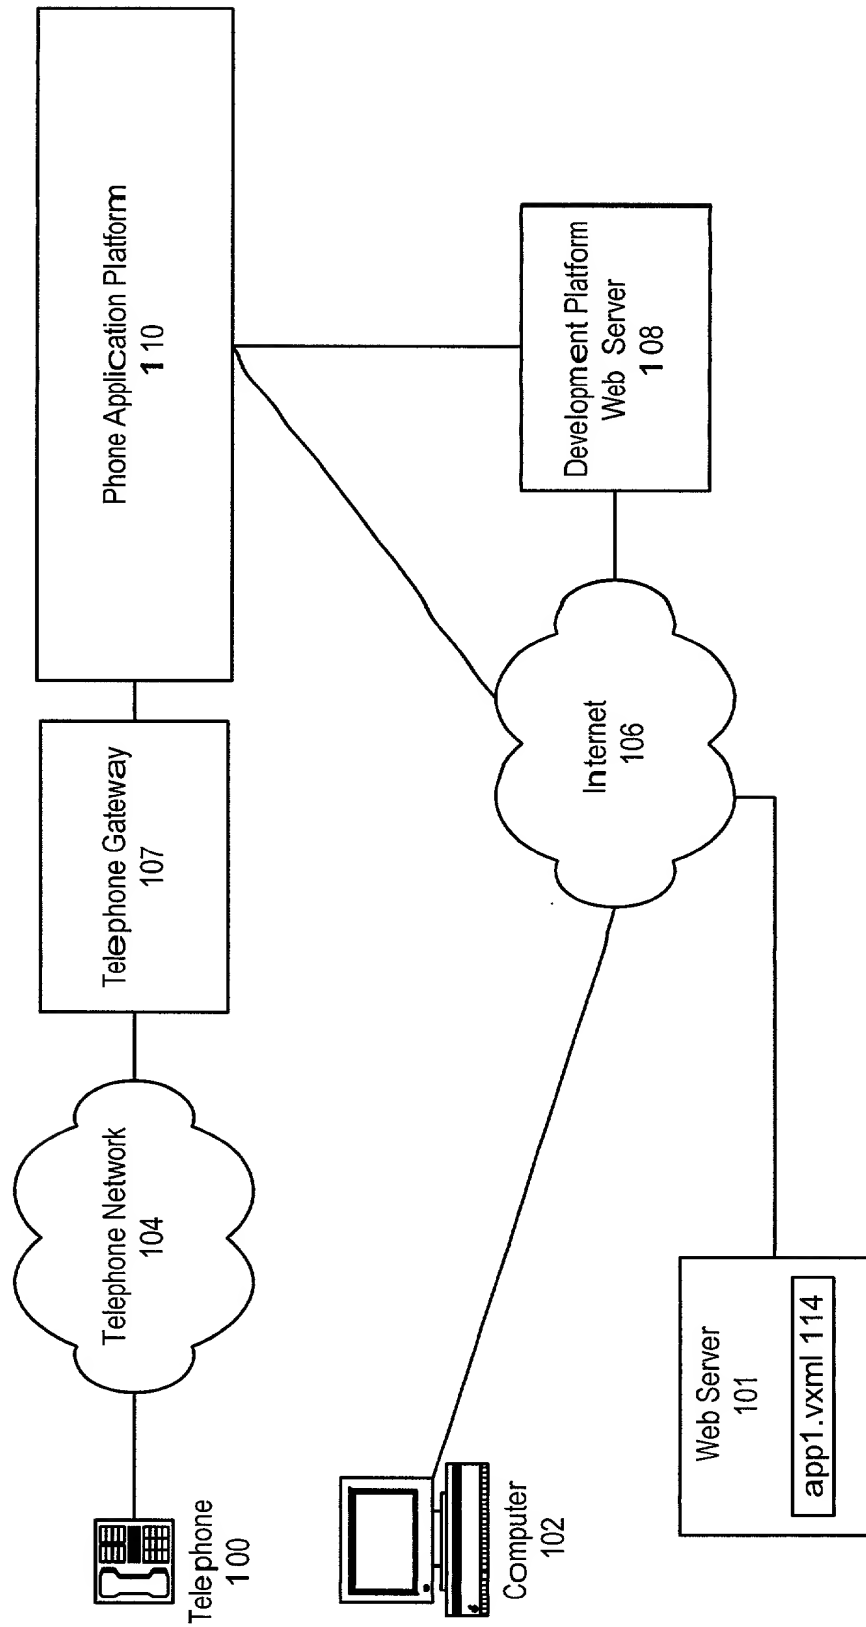 Telephone
100
Telephone Network
104
Telephone Gateway
107
Phone Application Platform
110
Computer
102
Internet
106
Development Platform
Web Server
108
Web Server
101
app1.vxml 114